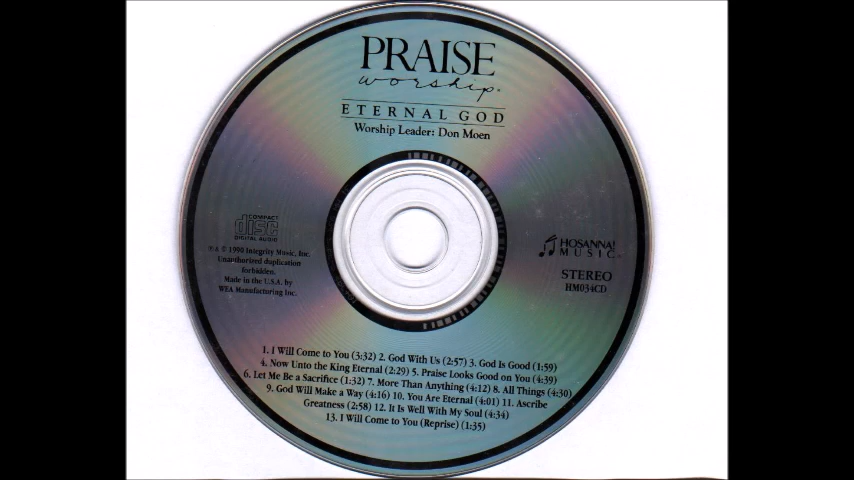 PRAISE
worship
ETERNAL GOD
Worship Leader: Don Moen
COMPACT
disc
DIGITAL AUDIO
℗ & © 1990 Integrity Music, Inc.
Unauthorized duplication
forbidden.
Made in the U.S.A. by
WEA Manufacturing Inc.
HOSANNA!
MUSIC
STEREO
HM034CD
1. I Will Come to You (3:32) 2. God With Us (2:57) 3. God Is Good (1:59)
4. Now Unto the King Eternal (2:29) 5. Praise Looks Good on You (4:39)
6. Let Me Be a Sacrifice (1:32) 7. More Than Anything (4:12) 8. All Things (4:30)
9. God Will Make a Way (4:16) 10. You Are Eternal (4:01) 11. Ascribe
Greatness (2:58) 12. It Is Well With My Soul (4:34)
13. I Will Come to You (Reprise) (1:35)